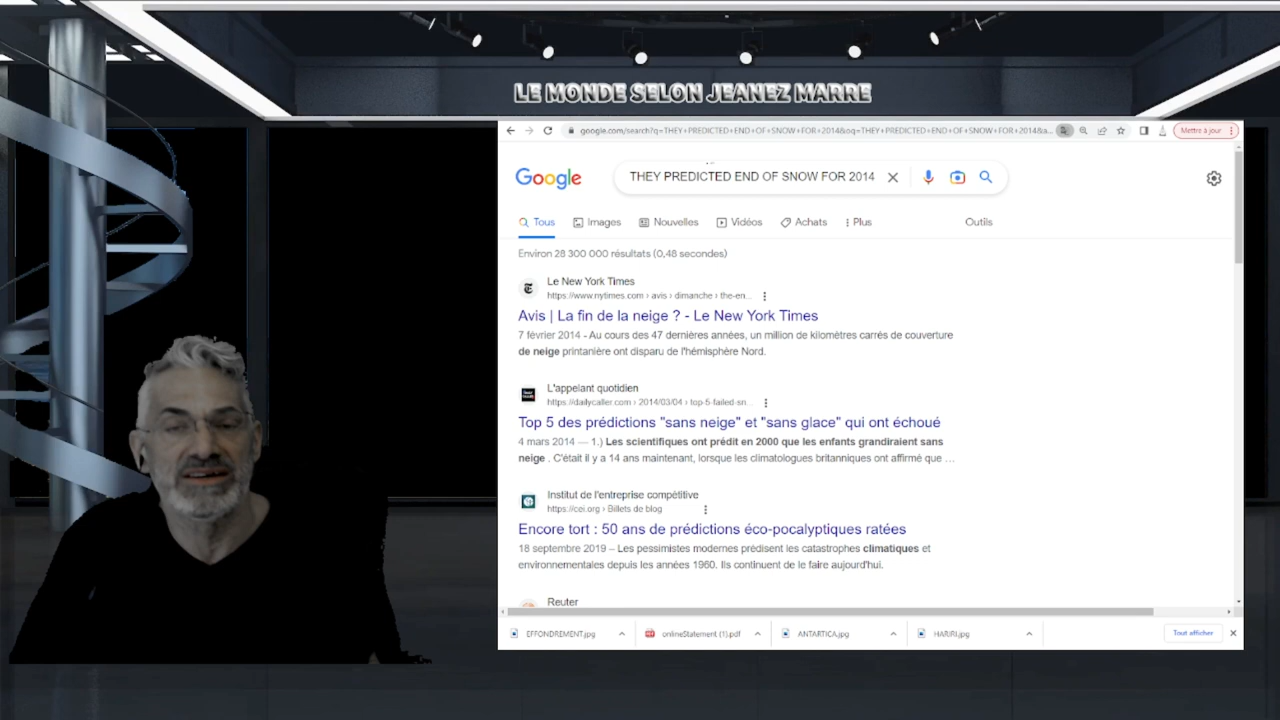 LE MONDE SELON JEANEZ MARRE
google.com/search?q=THEY+PREDICTED+END+OF+SNOW+FOR+2014&oq=THEY+PREDICTED+END+OF+SNOW+FOR+2014&a...
Mettre à jour
Google
THEY PREDICTED END OF SNOW FOR 2014
Tous Images Nouvelles Vidéos Achats Plus Outils
Environ 28 300 000 résultats (0,48 secondes)
Le New York Times
https://www.nytimes.com › avis › dimanche › the-en...
Avis | La fin de la neige ? - Le New York Times
7 février 2014 - Au cours des 47 dernières années, un million de kilomètres carrés de couverture
de neige printanière ont disparu de l'hémisphère Nord.
L'appelant quotidien
https://dailycaller.com › 2014/03/04 › top-5-failed-sn...
Top 5 des prédictions "sans neige" et "sans glace" qui ont échoué
4 mars 2014 — 1.) Les scientifiques ont prédit en 2000 que les enfants grandiraient sans
neige . C'était il y a 14 ans maintenant, lorsque les climatologues britanniques ont affirmé que ...
Institut de l'entreprise compétitive
https://cei.org › Billets de blog
Encore tort : 50 ans de prédictions éco-pocalyptiques ratées
18 septembre 2019 – Les pessimistes modernes prédisent les catastrophes climatiques et
environnementales depuis les années 1960. Ils continuent de le faire aujourd'hui.
Reuter
EFFONDREMENT.jpg onlineStatement (1).pdf ANTARTICA.jpg HARIRI.jpg Tout afficher